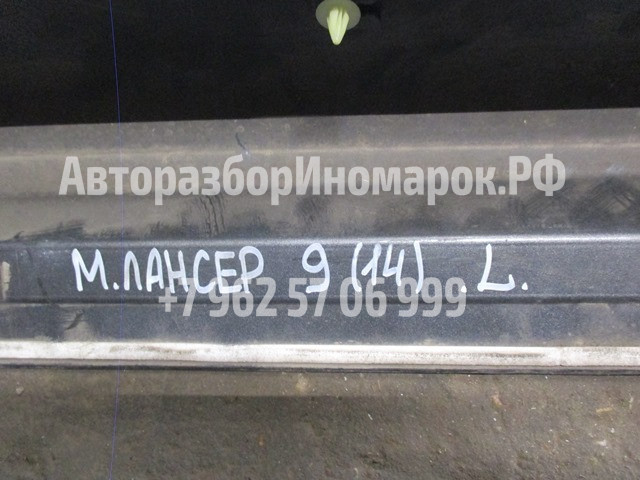 АвторазборИномарок.РФ
М.ЛАНСЕР 9 (14) .L.
+7 962 57 06 999